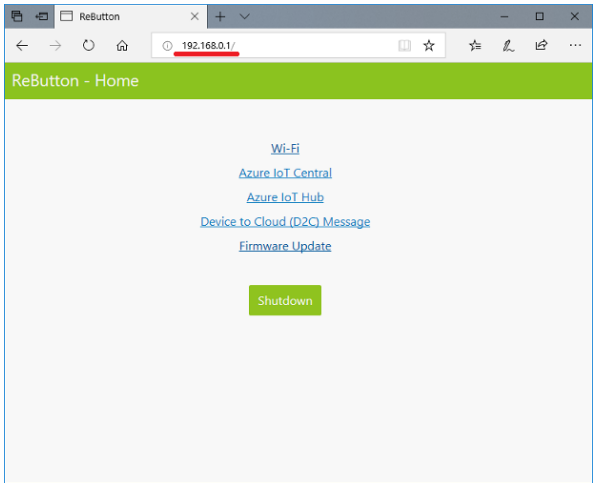 ReButton
192.168.0.1/
ReButton - Home
Wi-Fi
Azure IoT Central
Azure IoT Hub
Device to Cloud (D2C) Message
Firmware Update
Shutdown